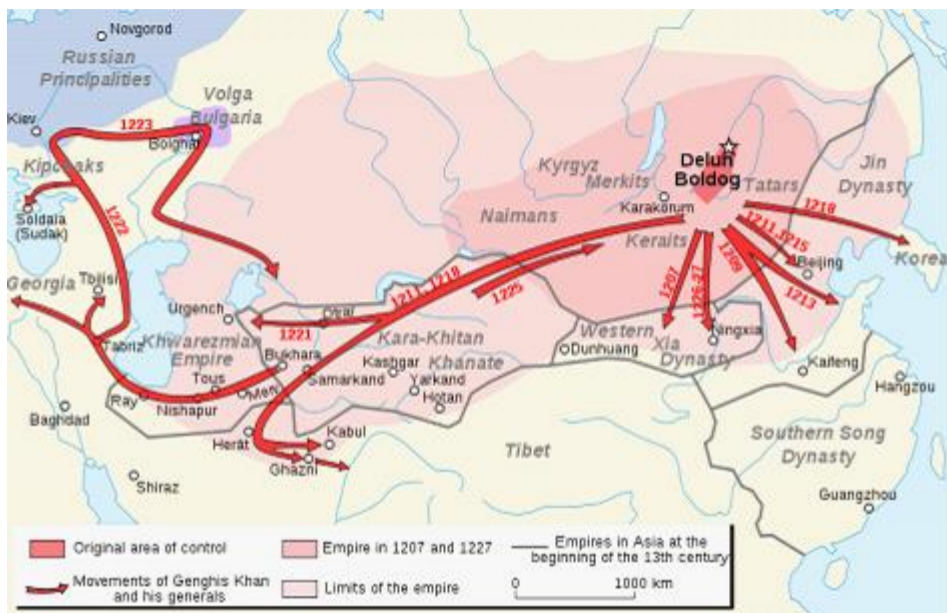 Novgorod
Russian
Principalities
Volga
Bulgaria
Kiev
1223
Bolghar
Kipchaks
Soldaia
(Sudak)
1222
Georgia
Tbilisi
Tabriz
Baghdad
Shiraz
Urgench
Khwarezmian
Empire
1221
Otrar
Bukhara
Samarkand
Tous
Merv
Ray
Nishapur
Herat
Kabul
Ghazni
Kara-Khitan
Khanate
Kashgar
Yarkand
Hotan
1211, 1218
1225
Naimans
Kyrgyz
Merkits
Karakorum
Keraits
Delun
Boldog
Tatars
Jin
Dynasty
1218
1211,1215
1209
1213
1207
1226-27
Beijing
Korea
Western
Xia
Dynasty
Dunhuang
Ningxia
Kaifeng
Hangzou
Tibet
Southern Song
Dynasty
Guangzhou
Original area of control
Movements of Genghis Khan
and his generals
Empire in 1207 and 1227
Limits of the empire
Empires in Asia at the
beginning of the 13th century
0 1000 km